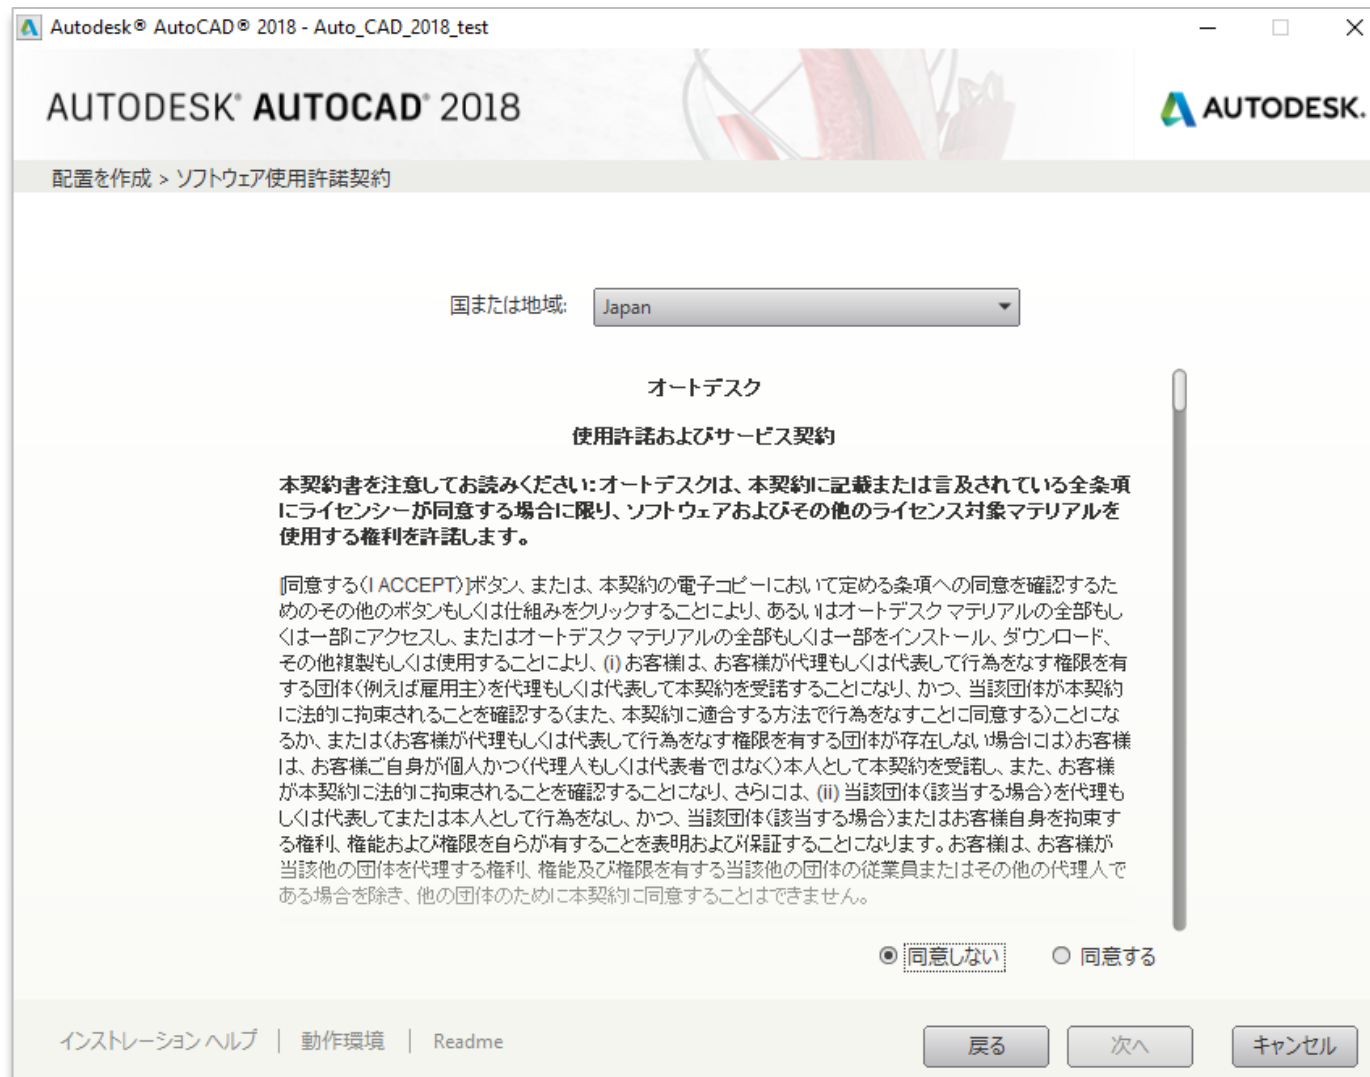 Autodesk® AutoCAD® 2018 - Auto_CAD_2018_test
AUTODESK® AUTOCAD® 2018
AUTODESK.
配置を作成 > ソフトウェア使用許諾契約
国または地域: Japan
オートデスク
使用許諾およびサービス契約
本契約書を注意してお読みください:オートデスクは、本契約に記載または言及されている全条項
にライセンシーが同意する場合に限り、ソフトウェアおよびその他のライセンス対象マテリアルを
使用する権利を許諾します。
[同意する(I ACCEPT)]ボタン、または、本契約の電子コピーにおいて定める条項への同意を確認するた
めのその他のボタンもしくは仕組みをクリックすることにより、あるいはオートデスク マテリアルの全部もし
くは一部にアクセスし、またはオートデスク マテリアルの全部もしくは一部をインストール、ダウンロード、
その他複製もしくは使用することにより、(i) お客様は、お客様が代理もしくは代表して行為をなす権限を有
する団体(例えば雇用主)を代理もしくは代表して本契約を受諾することになり、かつ、当該団体が本契約
に法的に拘束されることを確認する(また、本契約に適合する方法で行為をなすことに同意する)ことにな
るか、または(お客様が代理もしくは代表して行為をなす権限を有する団体が存在しない場合には)お客様
は、お客様ご自身が個人かつ(代理人もしくは代表者ではなく)本人として本契約を受諾し、また、お客様
が本契約に法的に拘束されることを確認することになり、さらには、(ii) 当該団体(該当する場合)を代理も
しくは代表してまたは本人として行為をなし、かつ、当該団体(該当する場合)またはお客様自身を拘束す
る権利、権能および権限を自らが有することを表明および保証することになります。お客様は、お客様が
当該他の団体を代理する権利、権能及び権限を有する当該他の団体の従業員またはその他の代理人で
ある場合を除き、他の団体のために本契約に同意することはできません。
同意しない 同意する
インストレーション ヘルプ | 動作環境 | Readme
戻る 次へ キャンセル